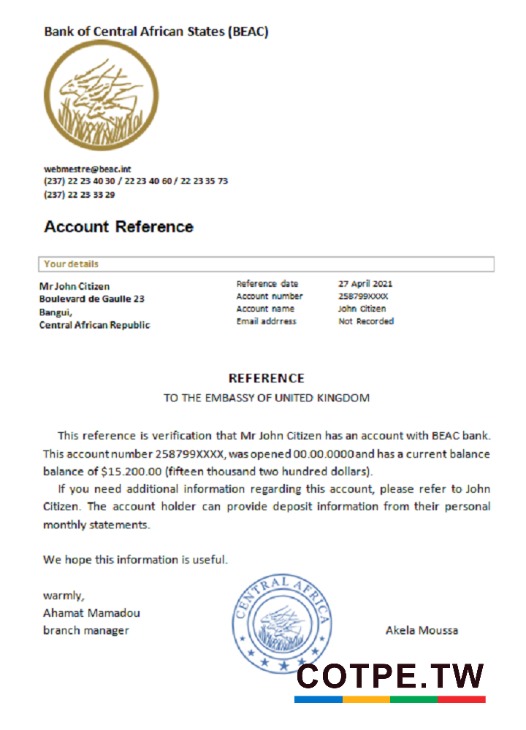 Bank of Central African States (BEAC)
webmestre@beac.int
(237) 22 23 40 30 / 22 23 40 60 / 22 23 35 73
(237) 22 23 33 29
Account Reference
Your details
Mr John Citizen
Boulevard de Gaulle 23
Bangui,
Central African Republic
Reference date 27 April 2021
Account number 258799XXXX
Account name John Citizen
Email addrress Not Recorded
REFERENCE
TO THE EMBASSY OF UNITED KINGDOM
This reference is verification that Mr John Citizen has an account with BEAC bank.
This account number 258799XXXX, was opened 00.00.0000 and has a current balance
balance of $15.200.00 (fifteen thousand two hundred dollars).
If you need additional information regarding this account, please refer to John
Citizen. The account holder can provide deposit information from their personal
monthly statements.
We hope this information is useful.
warmly,
Ahamat Mamadou
branch manager
CENTRAL AFRICA
Akela Moussa
COTPE.TW